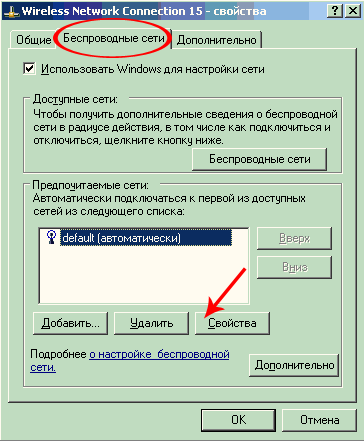 Wireless Network Connection 15 - свойства
Общие
Беспроводные сети
Дополнительно
Использовать Windows для настройки сети
Доступные сети:
Чтобы получить дополнительные сведения о беспроводной
сети в радиусе действия, в том числе как подключиться и
отключиться, щелкните кнопку ниже.
Беспроводные сети
Предпочитаемые сети:
Автоматически подключаться к первой из доступных
сетей из следующего списка:
default (автоматически)
Вверх
Вниз
Добавить...
Удалить
Свойства
Подробнее о настройке беспроводной
сети.
Дополнительно
OK
Отмена